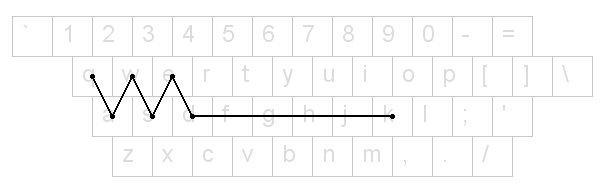 ` 1 2 3 4 5 6 7 8 9 0 - =
q w e r t y u i o p [ ] \
a s d f g h j k l ; '
z x c v b n m , . /